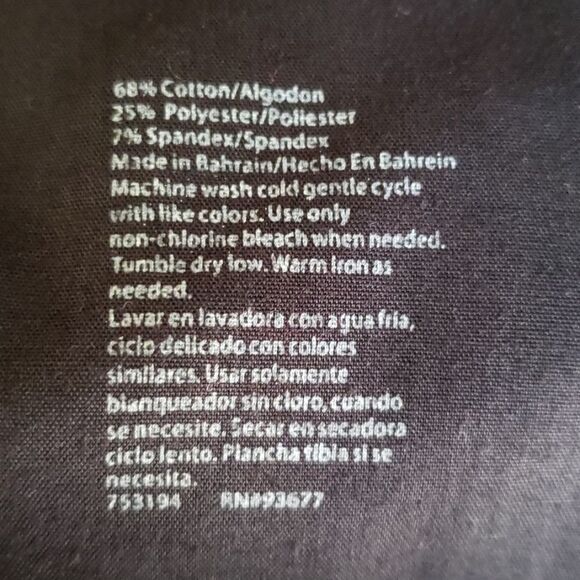 68% Cotton/Algodon
25% Polyester/Poliester
7% Spandex/Spandex
Made in Bahrain/Hecho En Bahrein
Machine wash cold gentle cycle
with like colors. Use only
non-chlorine bleach when needed.
Tumble dry low. Warm iron as
needed.
Lavar en lavadora con agua fria,
ciclo delicado con colores
similares. Usar solamente
blanqueador sin cloro, cuando
se necesite. Secar en secadora
ciclo lento. Plancha tibia si se
necesita.
753194 RN#93677